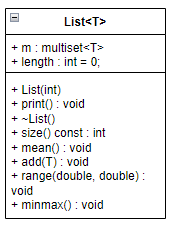 List<T>
+ m : multiset<T>
+ length : int = 0;
+ List(int)
+ print() : void
+ ~List()
+ size() const : int
+ mean() : void
+ add(T) : void
+ range(double, double) :
void
+ minmax() : void